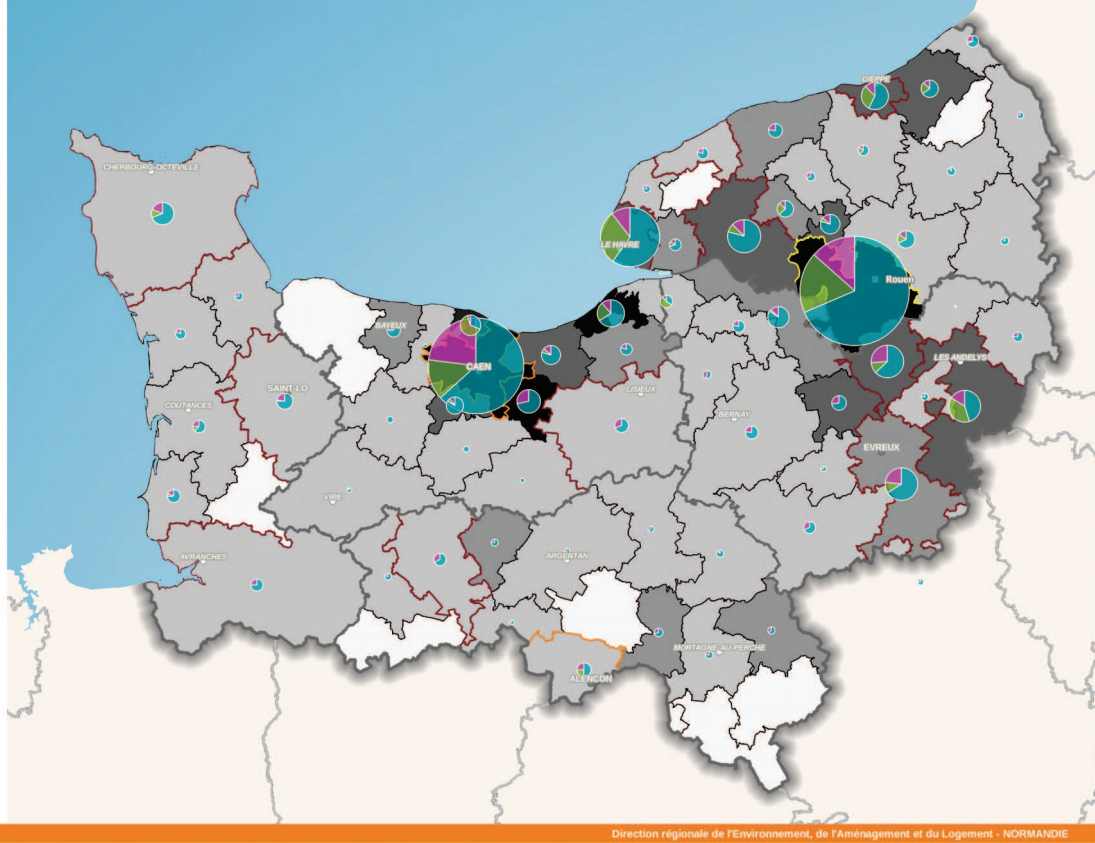 DIEPPE
CHERBOURG-OCTEVILLE
LE HAVRE
Rouen
BAYEUX
CAEN
LES ANDELYS
SAINT-LO
LISIEUX
COUTANCES
BERNAY
EVREUX
VIRE
AVRANCHES
ARGENTAN
MORTAGNE-AU-PERCHE
ALENCON
Direction régionale de l'Environnement, de l'Aménagement et du Logement - NORMANDIE